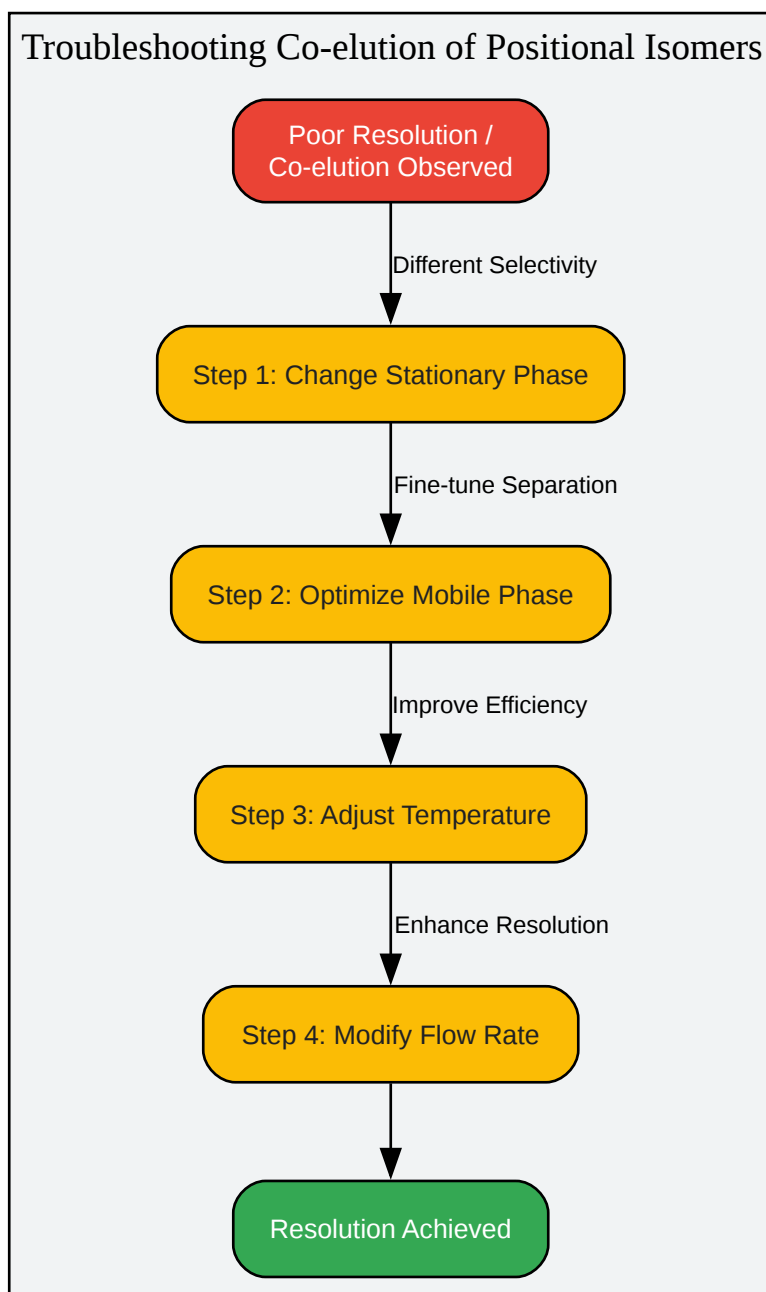 Troubleshooting Co-elution of Positional Isomers
Poor Resolution /
Co-elution Observed
Different Selectivity
Step 1: Change Stationary Phase
Fine-tune Separation
Step 2: Optimize Mobile Phase
Improve Efficiency
Step 3: Adjust Temperature
Enhance Resolution
Step 4: Modify Flow Rate
Resolution Achieved